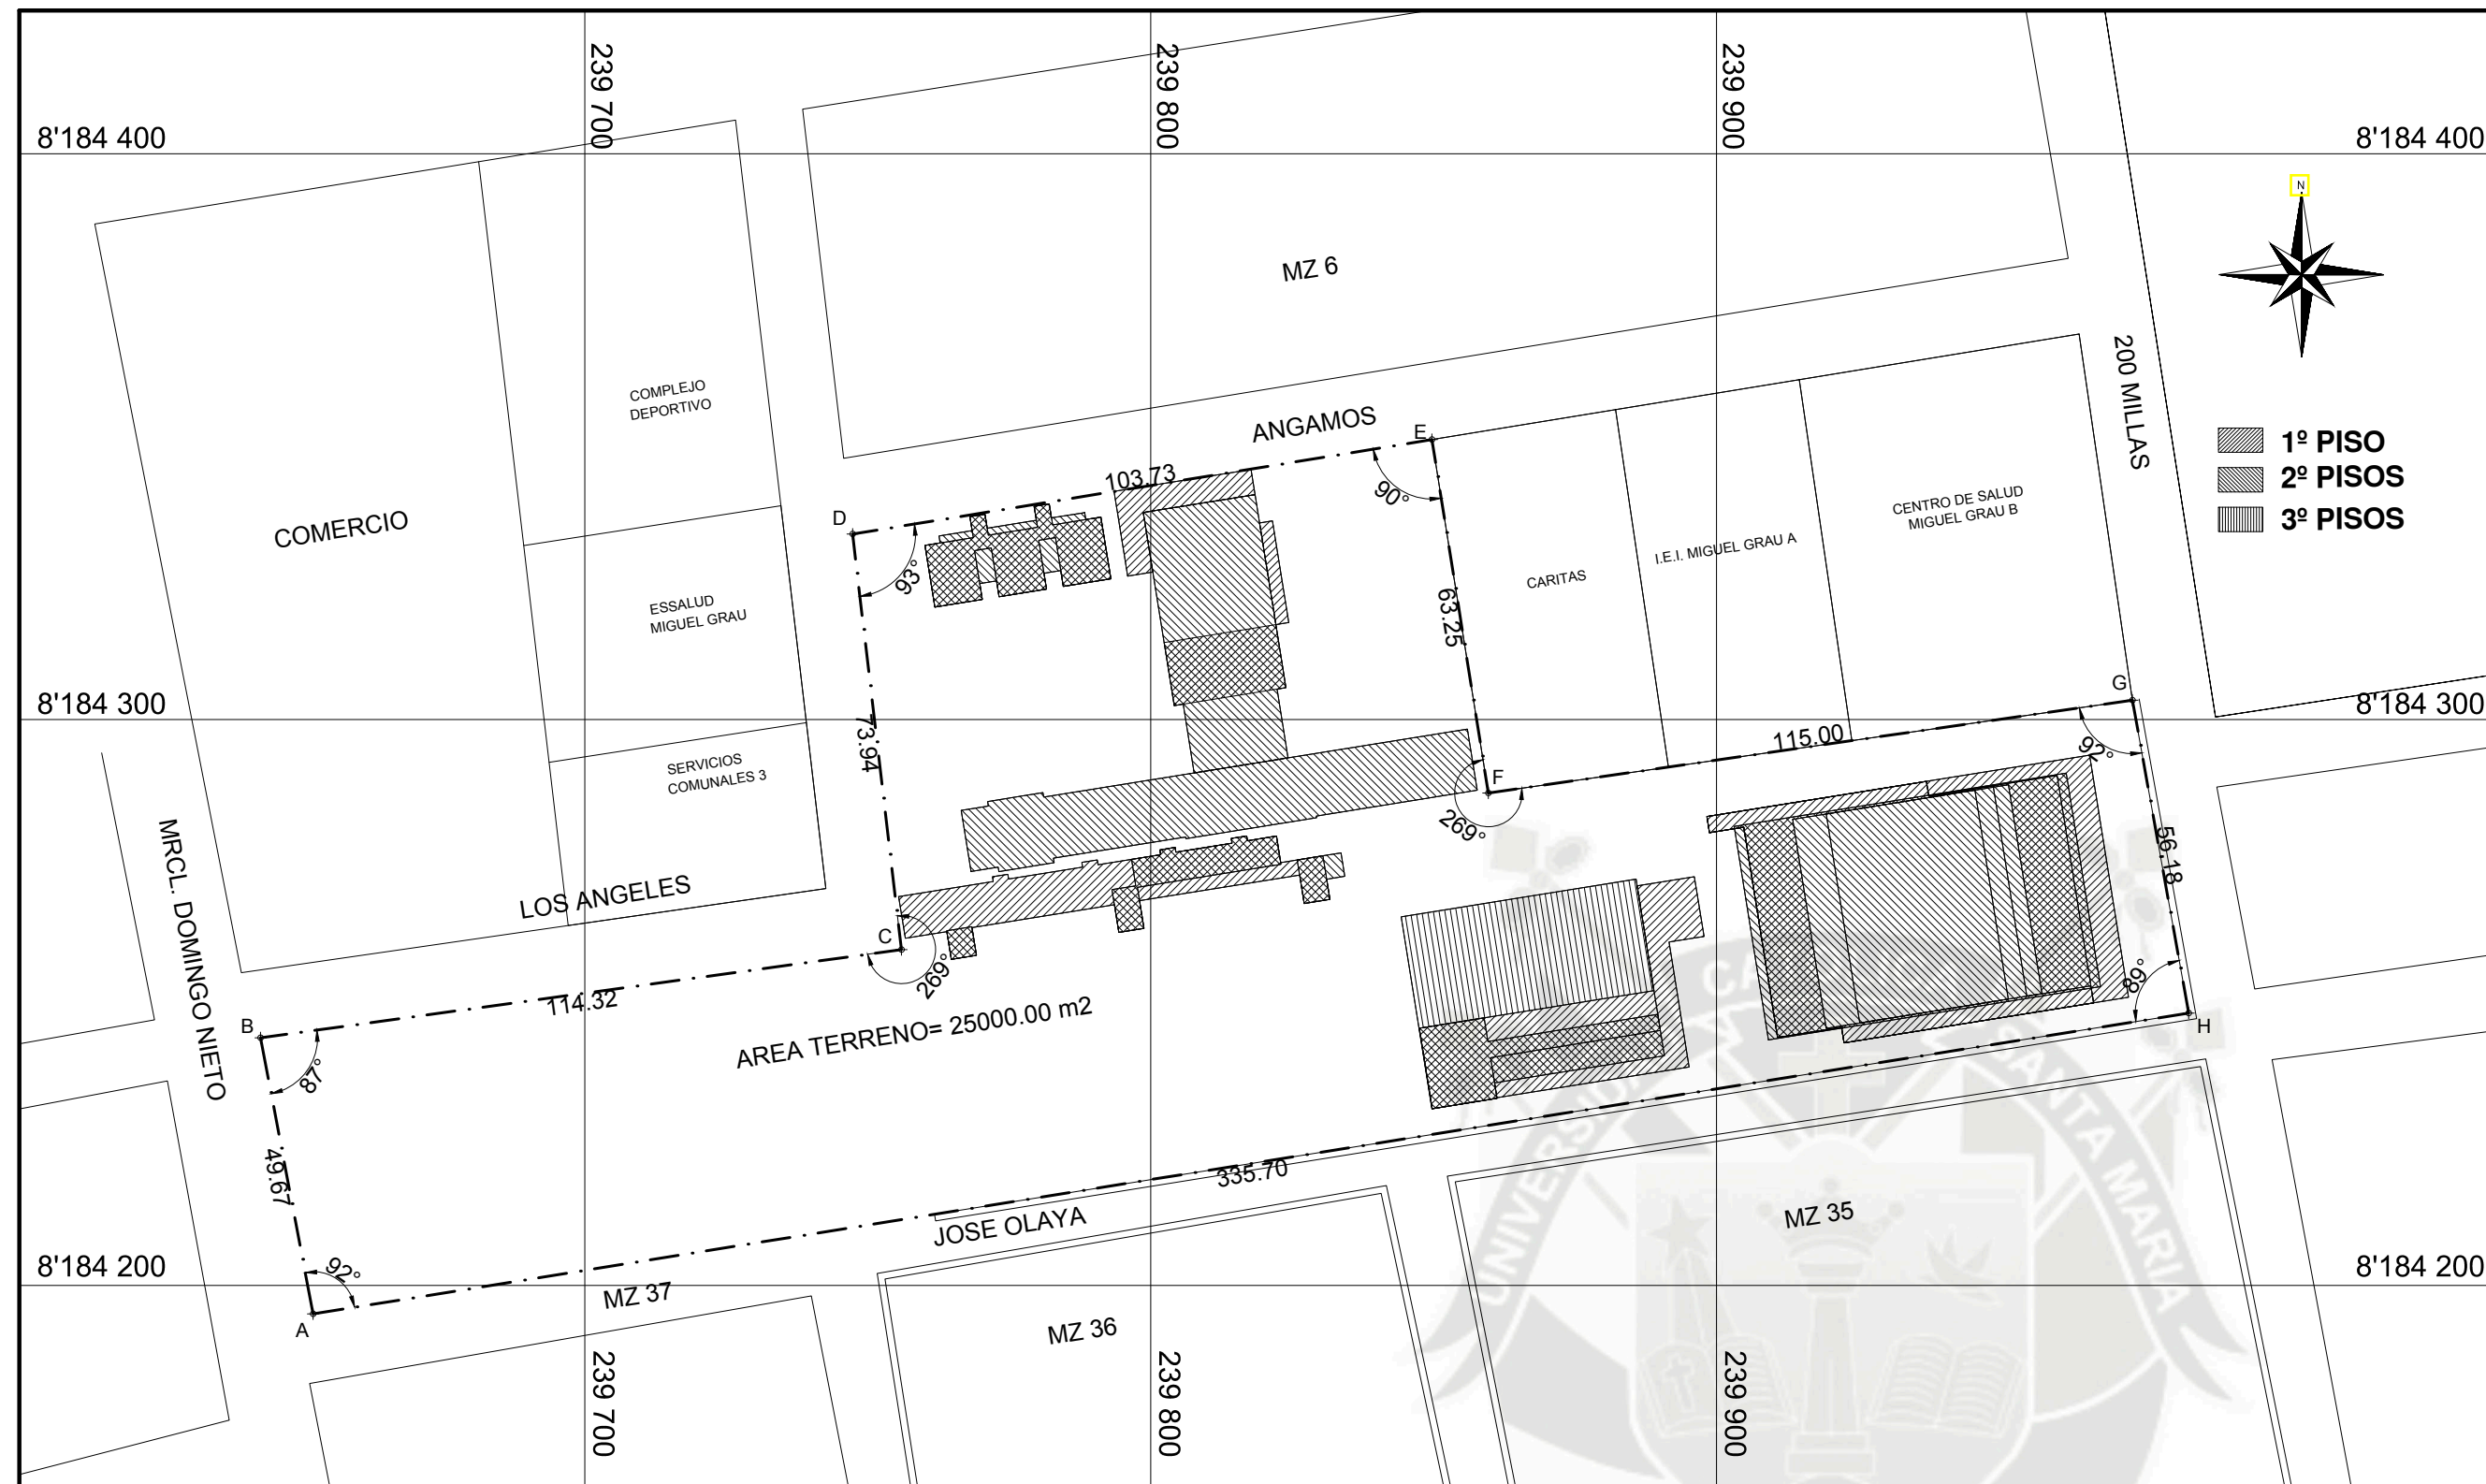 239 700
239 800
239 900
8'184 400
8'184 400
N
MZ 6
200 MILLAS
COMPLEJO
DEPORTIVO
ANGAMOS
E
1º PISO
2º PISOS
3º PISOS
COMERCIO
D
103.73
90°
93°
CENTRO DE SALUD
MIGUEL GRAU B
I.E.I. MIGUEL GRAU A
CARITAS
ESSALUD
MIGUEL GRAU
63.25
8'184 300
8'184 300
G
73.94
115.00
92°
SERVICIOS
COMUNALES 3
F
269°
MRCL. DOMINGO NIETO
LOS ANGELES
56.18
C
269°
89°
114.32
B
87°
AREA TERRENO= 25000.00 m2
H
49.67
335.70
JOSE OLAYA
MZ 35
8'184 200
8'184 200
92°
A
MZ 37
MZ 36
239 700
239 800
239 900
SANTA MARIA